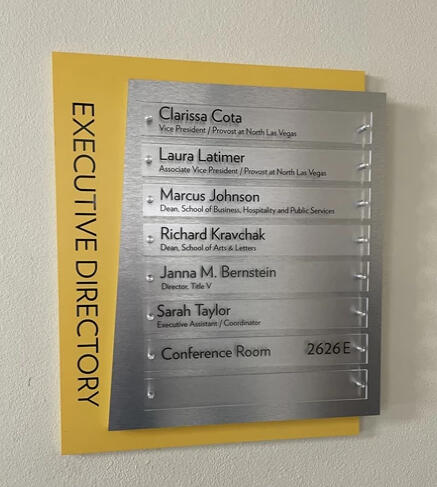 EXECUTIVE DIRECTORY
Clarissa Cota
Vice President / Provost at North Las Vegas
Laura Latimer
Associate Vice President / Provost at North Las Vegas
Marcus Johnson
Dean, School of Business, Hospitality and Public Services
Richard Kravchak
Dean, School of Arts & Letters
Janna M. Bernstein
Director, Title V
Sarah Taylor
Executive Assistant / Coordinator
Conference Room 2626 E